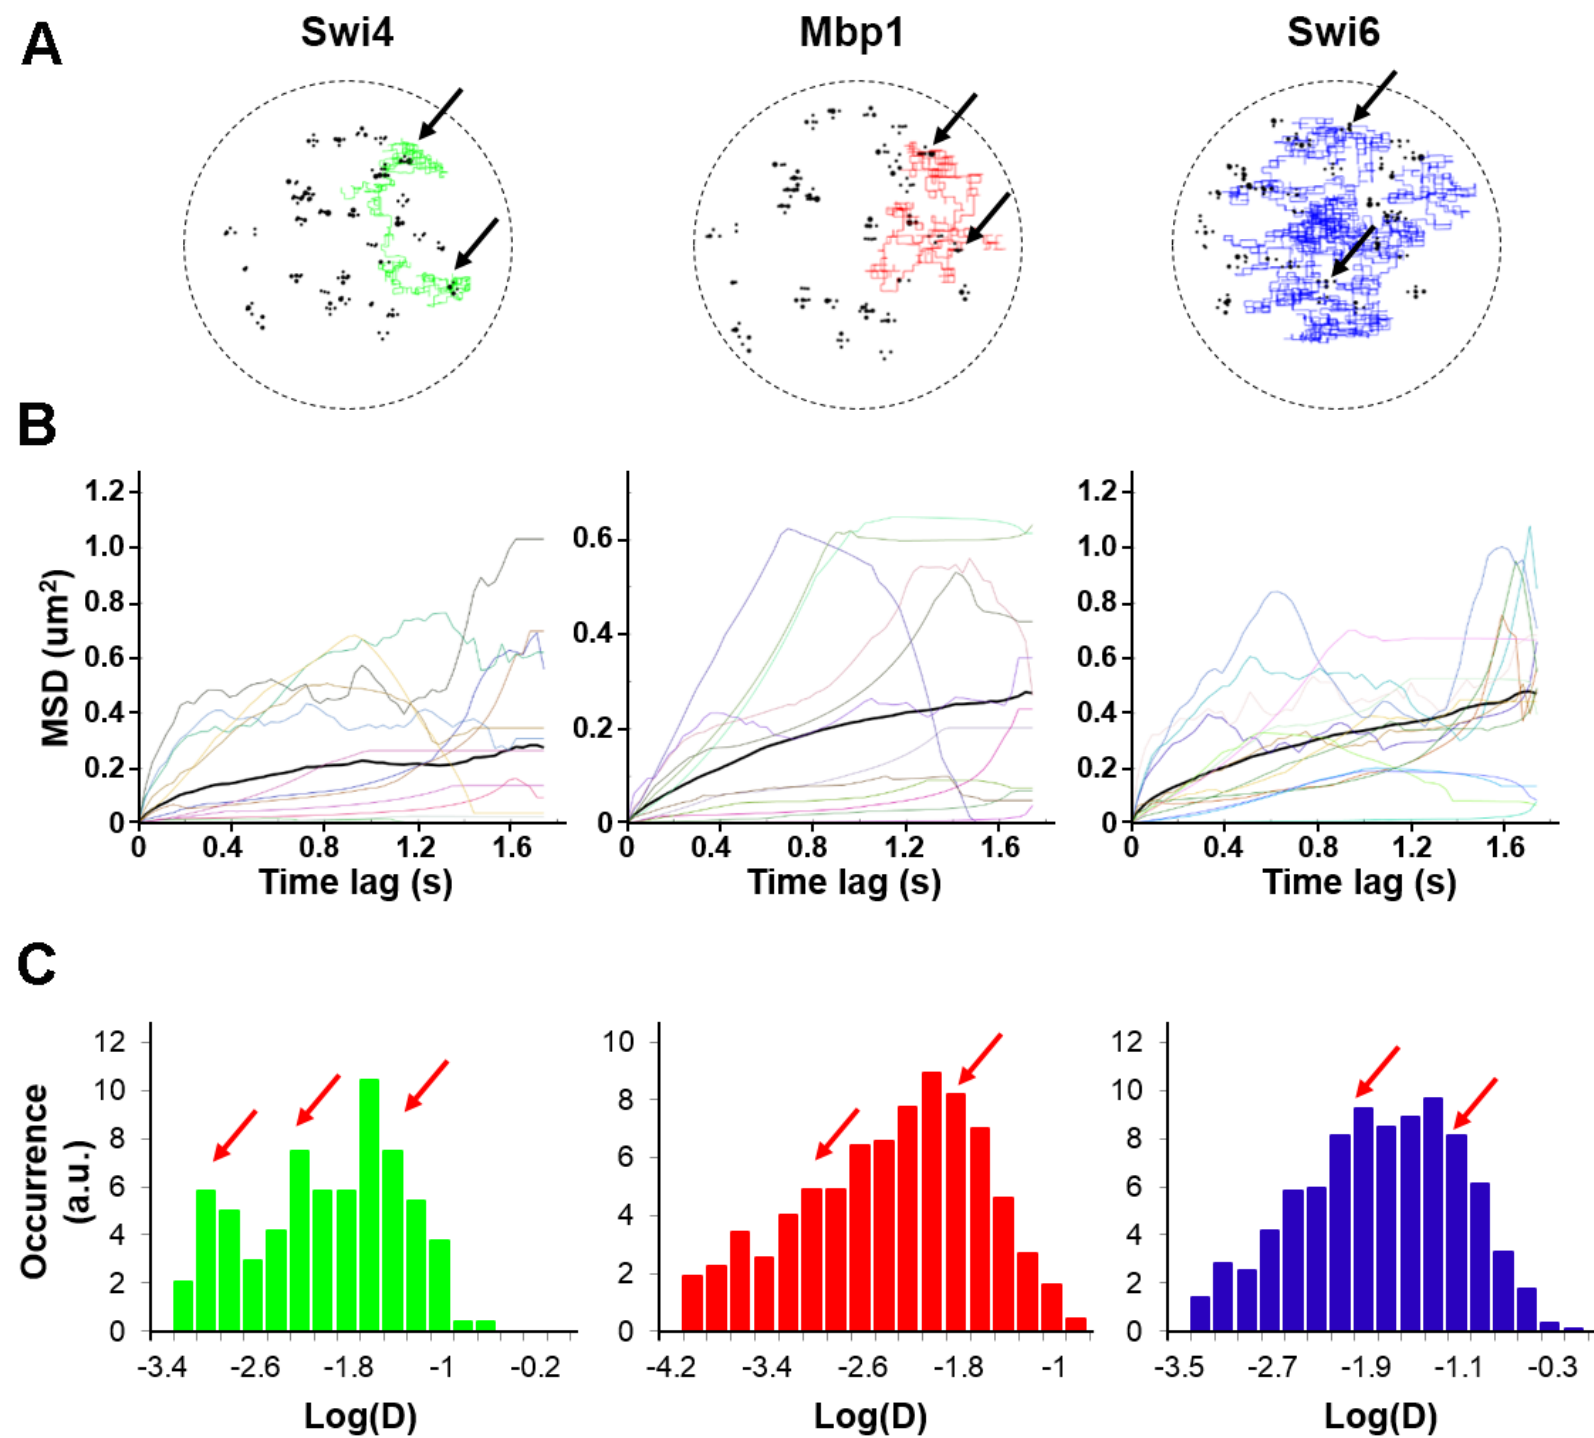 A
Swi4 Mbp1 Swi6
B
MSD (um²)
1.2 1.0 0.8 0.6 0.4 0.2 0
0 0.4 0.8 1.2 1.6
Time lag (s)
0.6 0.4 0.2 0
0 0.4 0.8 1.2 1.6
Time lag (s)
1.2 1.0 0.8 0.6 0.4 0.2 0
0 0.4 0.8 1.2 1.6
Time lag (s)
C
Occurrence
(a.u.)
12 10 8 6 4 2 0
-3.4 -2.6 -1.8 -1 -0.2
Log(D)
10 8 6 4 2 0
-4.2 -3.4 -2.6 -1.8 -1
Log(D)
12 10 8 6 4 2 0
-3.5 -2.7 -1.9 -1.1 -0.3
Log(D)